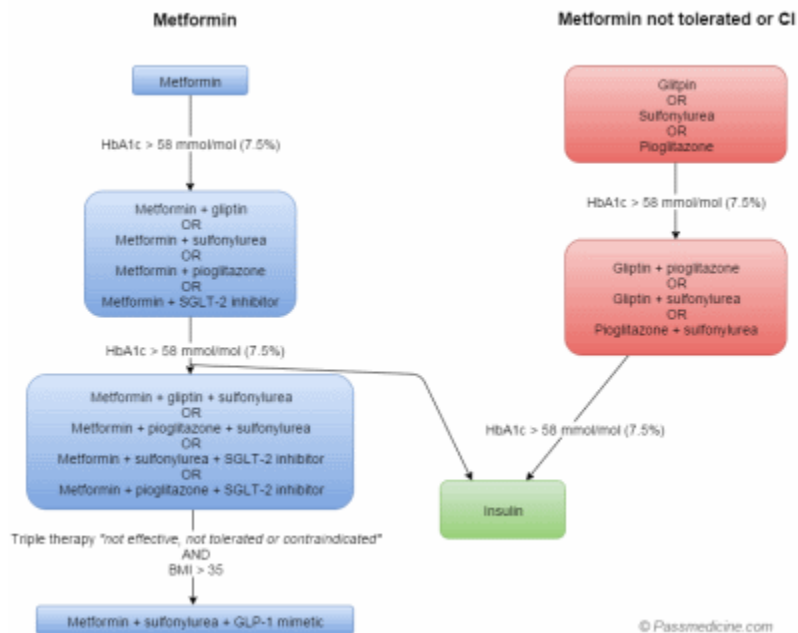 Metformin
Metformin
HbA1c > 58 mmol/mol (7.5%)
Metformin + gliptin
OR
Metformin + sulfonylurea
OR
Metformin + pioglitazone
OR
Metformin + SGLT-2 inhibitor
HbA1c > 58 mmol/mol (7.5%)
Metformin + gliptin + sulfonylurea
OR
Metformin + pioglitazone + sulfonylurea
OR
Metformin + sulfonylurea + SGLT-2 inhibitor
OR
Metformin + pioglitazone + SGLT-2 inhibitor
Triple therapy "not effective, not tolerated or contraindicated"
AND
BMI > 35
Metformin + sulfonylurea + GLP-1 mimetic
Metformin not tolerated or CI
Glitpin
OR
Sulfonylurea
OR
Pioglitazone
HbA1c > 58 mmol/mol (7.5%)
Gliptin + pioglitazone
OR
Gliptin + sulfonylurea
OR
Pioglitazone + sulfonylurea
HbA1c > 58 mmol/mol (7.5%)
Insulin
© Passmedicine.com